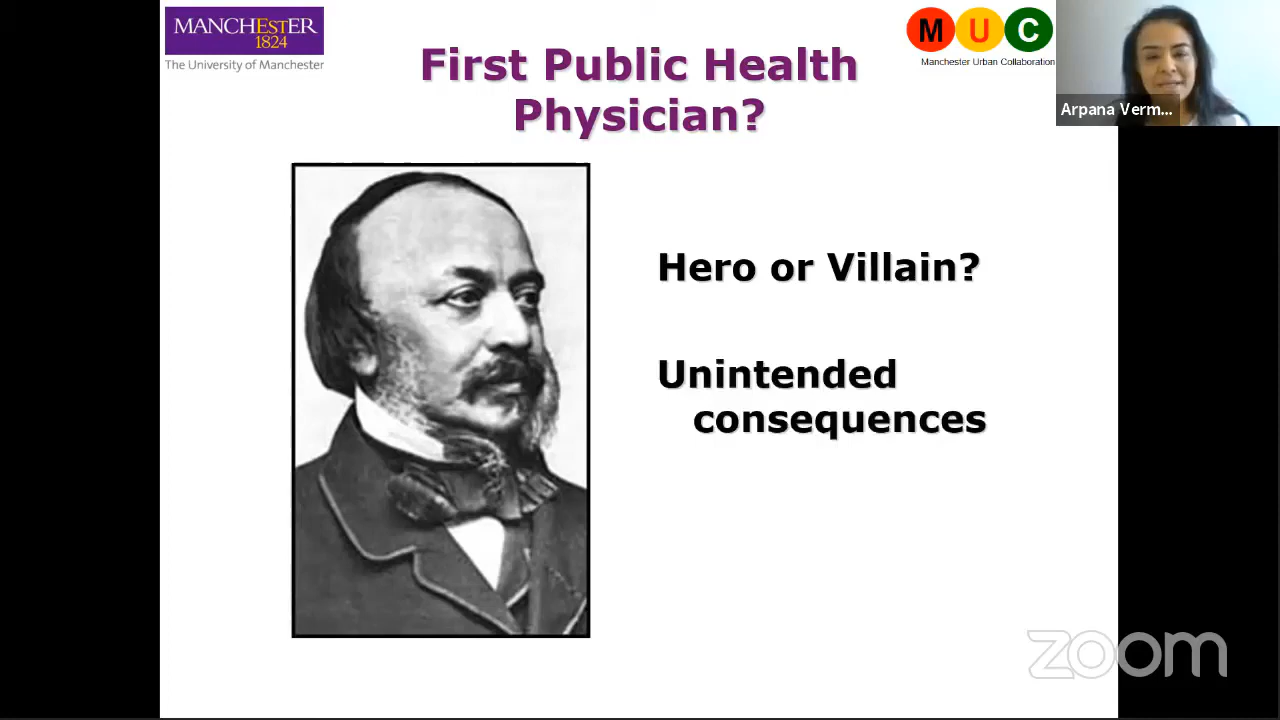 MANCHESTER
1824
The University of Manchester
First Public Health
Physician?
M U C
Manchester Urban Collaboration
Arpana Verm...
Hero or Villain?
Unintended
consequences
zoom